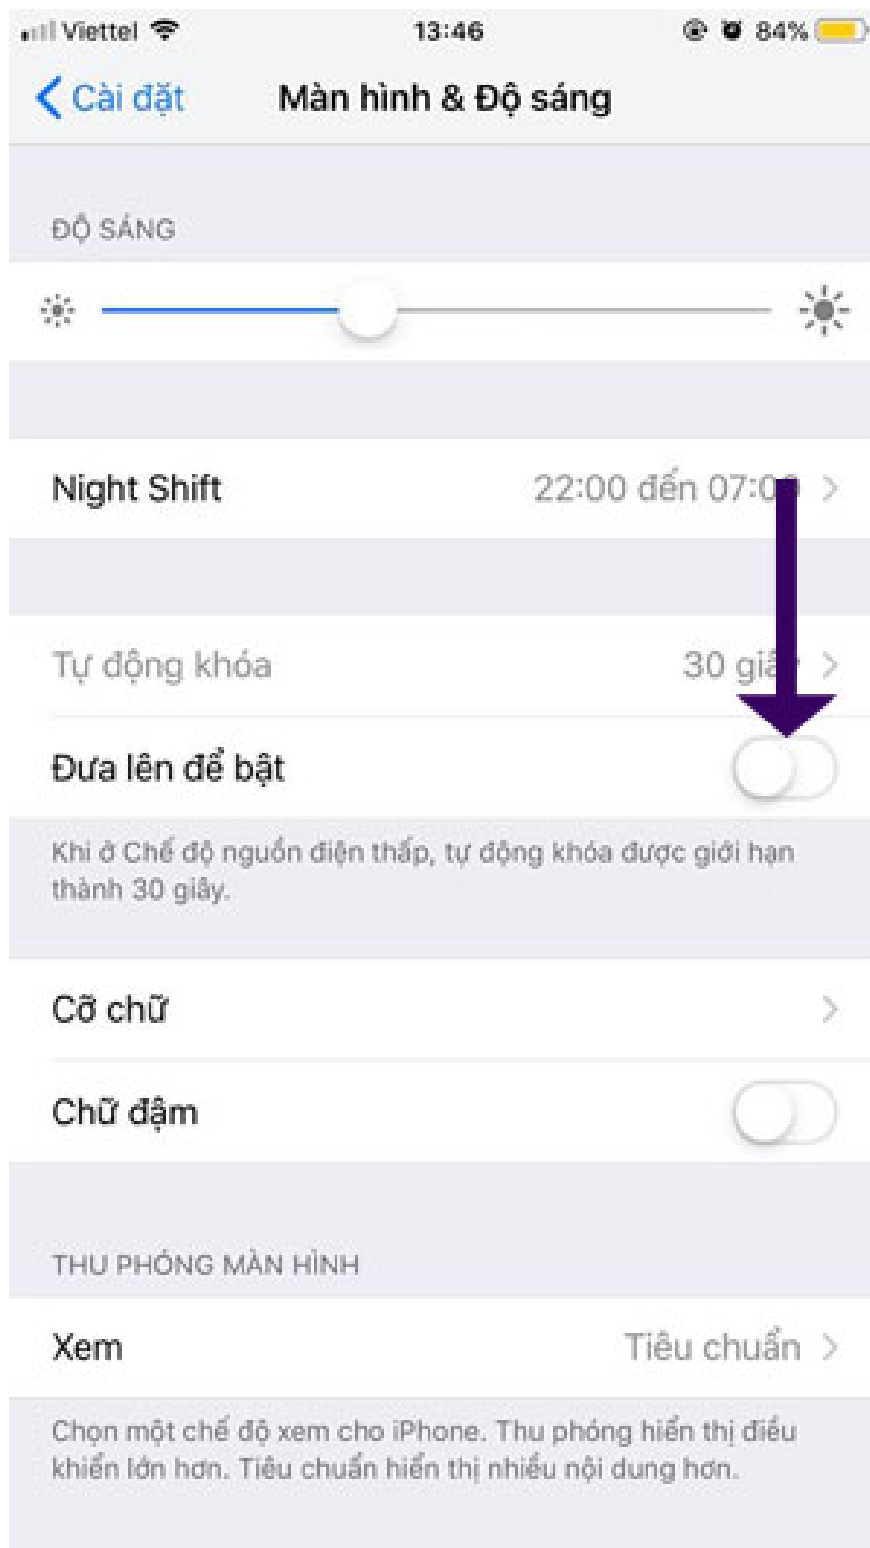 Viettel 13:46 84%
Cài đặt Màn hình & Độ sáng
ĐỘ SÁNG
Night Shift 22:00 đến 07:0
Tự động khóa 30
Đưa lên để bật
Khi ở Chế độ nguồn điện thấp, tự động khóa được giới hạn
thành 30 giây.
Cỡ chữ
Chữ đậm
THU PHÓNG MÀN HÌNH
Xem Tiêu chuẩn
Chọn một chế độ xem cho iPhone. Thu phóng hiển thị điều
khiển lớn hơn. Tiêu chuẩn hiển thị nhiều nội dung hơn.